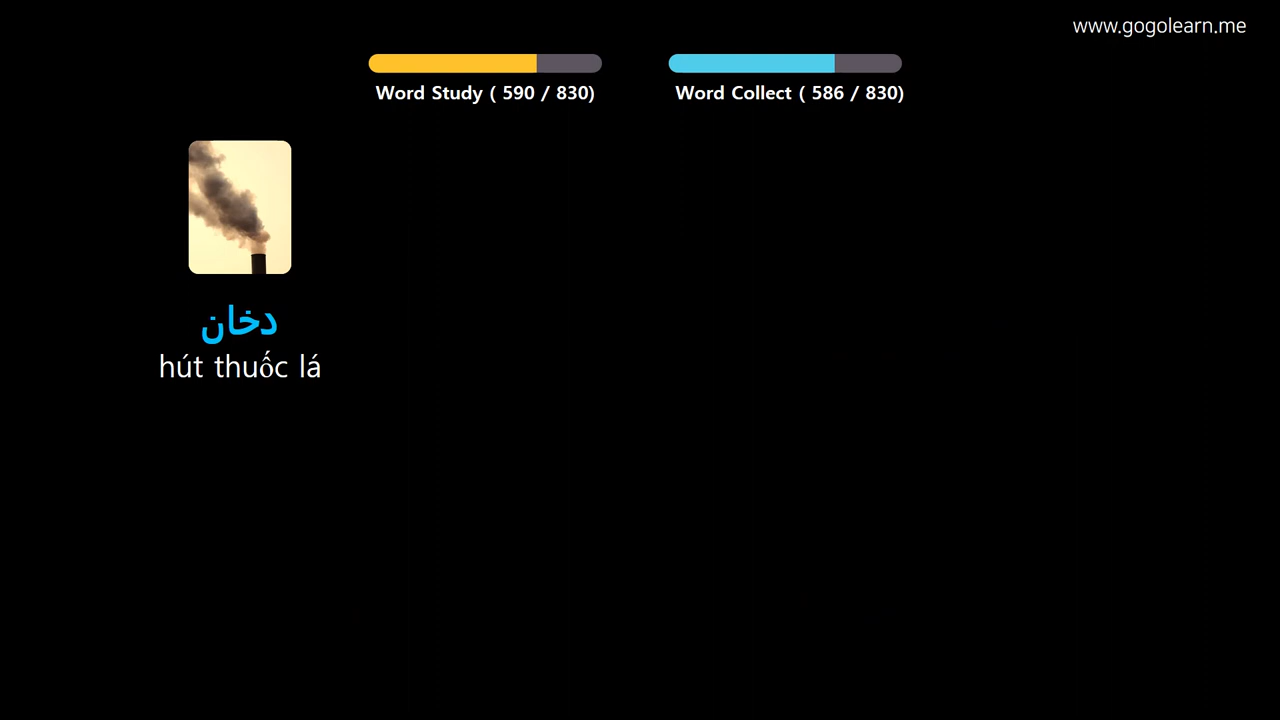 www.gogolearn.me
Word Study ( 590 / 830)
Word Collect ( 586 / 830)
دخان
hút thuốc lá